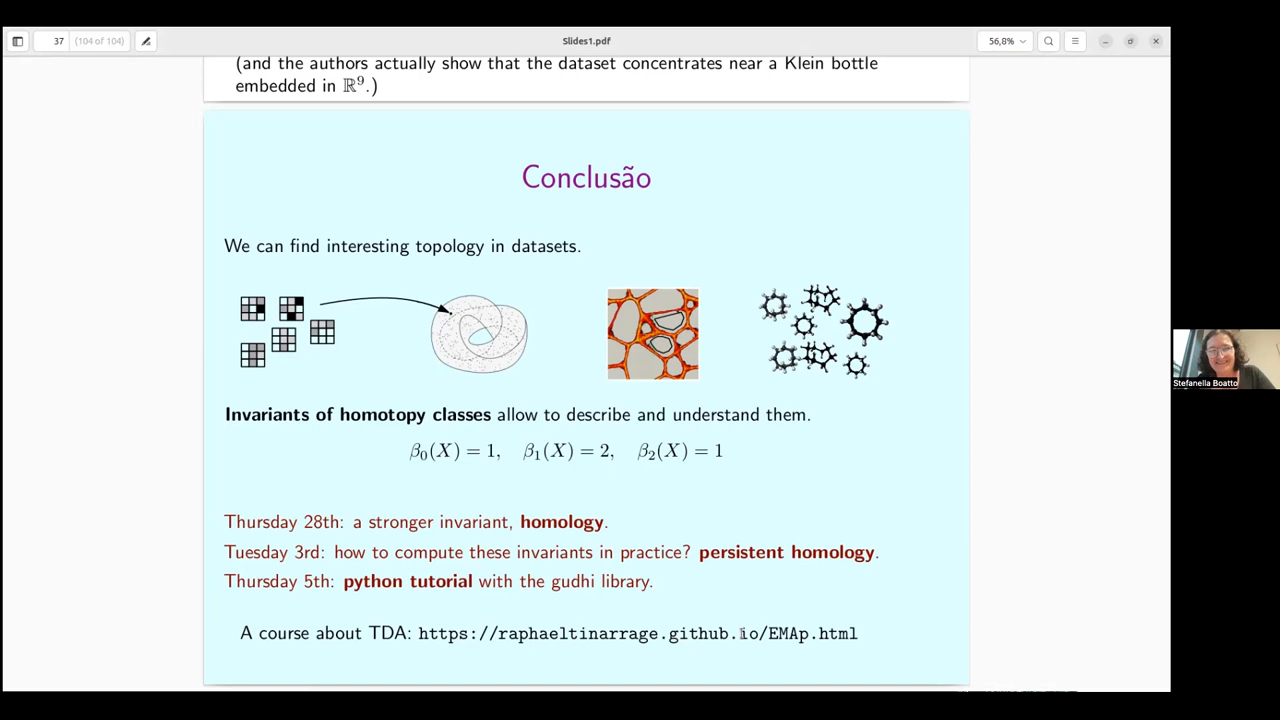 37
(104 of 104)
Slides1.pdf
56,8%
(and the authors actually show that the dataset concentrates near a Klein bottle
embedded in ℝ⁹.)
Conclusão
We can find interesting topology in datasets.
Invariants of homotopy classes allow to describe and understand them.
β₀(X) = 1, β₁(X) = 2, β₂(X) = 1
Thursday 28th: a stronger invariant, homology.
Tuesday 3rd: how to compute these invariants in practice? persistent homology.
Thursday 5th: python tutorial with the gudhi library.
A course about TDA: https://raphaeltinarrage.github.io/EMAp.html
Stefanella Boatto